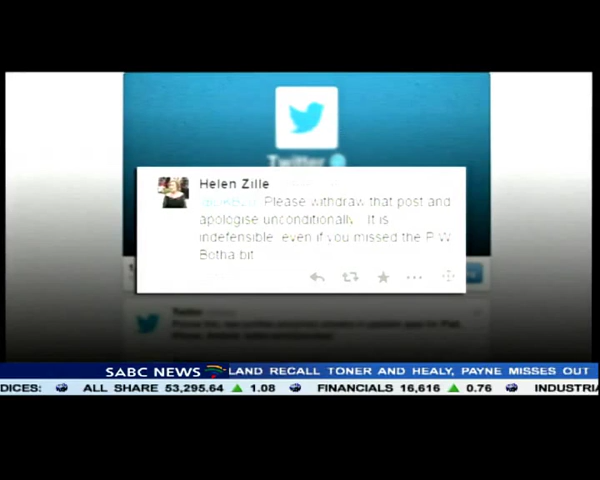 Twitter
Helen Zille
Please withdraw that post and
apologise unconditionally. It is
indefensible even if you missed the P W
Botha bit
Twitter
SABC NEWS LAND RECALL TONER AND HEALY, PAYNE MISSES OUT
DICES: ALL SHARE 53,295.64 ▲ 1.08 FINANCIALS 16,616 ▲ 0.76 INDUSTRIA